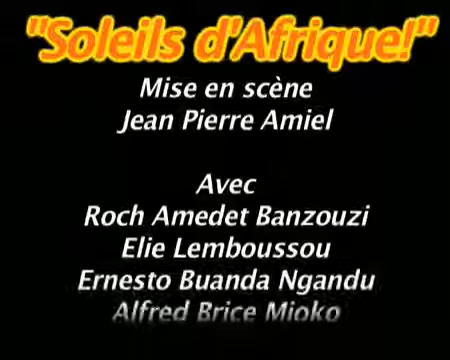 "Soleils d'Afrique!"
Mise en scène
Jean Pierre Amiel
Avec
Roch Amedet Banzouzi
Elie Lemboussou
Ernesto Buanda Ngandu
Alfred Brice Mioko